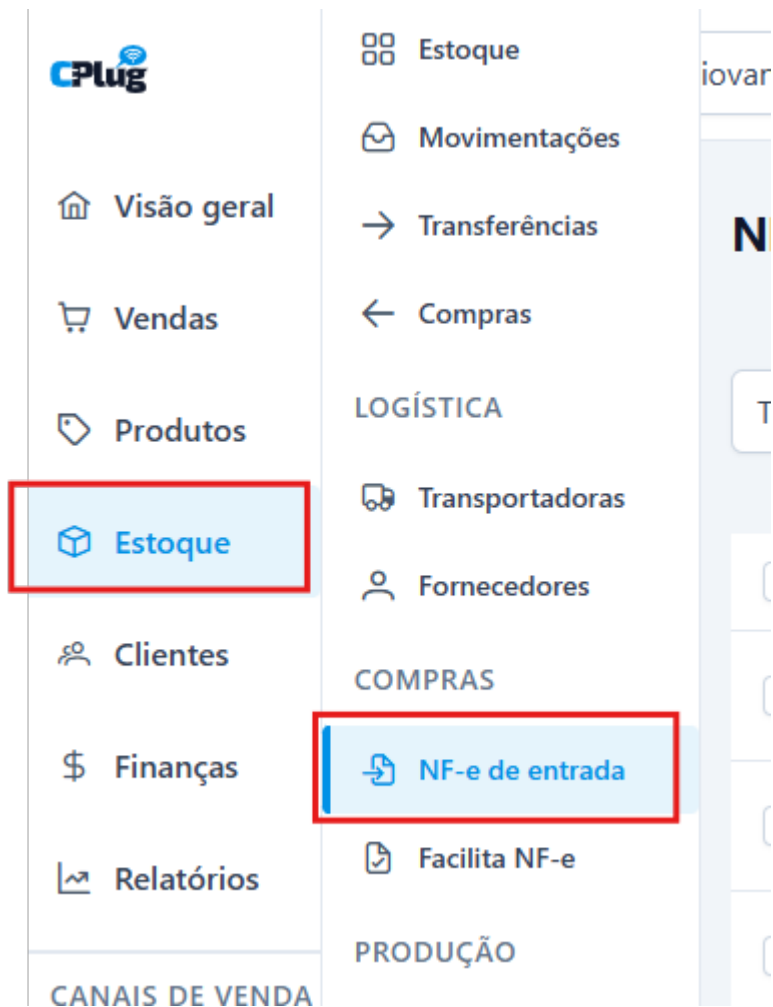 CPlug
Visão geral
Vendas
Produtos
Estoque
Clientes
Finanças
Relatórios
CANAIS DE VENDA
Estoque
Movimentações
Transferências
Compras
LOGÍSTICA
Transportadoras
Fornecedores
COMPRAS
NF-e de entrada
Facilita NF-e
PRODUÇÃO